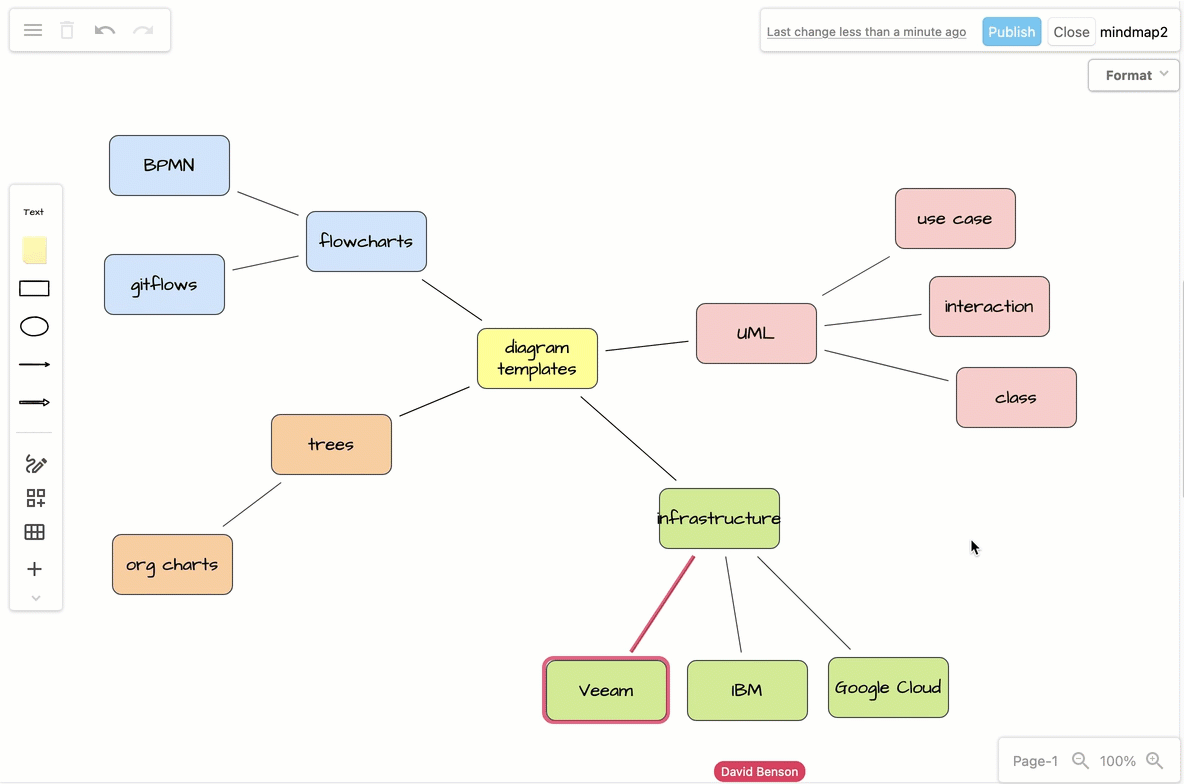 Last change less than a minute ago
Publish
Close
mindmap2
Format
BPMN
use case
Text
flowcharts
gitflows
interaction
UML
diagram
templates
class
trees
infrastructure
org charts
Veeam
IBM
Google Cloud
Page-1
100%
David Benson